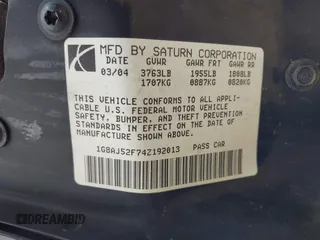 MFD BY SATURN CORPORATION
DATE GVWR GAWR FRT GAWR RR
03/04 3763LB 1955LB 1808LB
1707KG 0887KG 0820KG
THIS VEHICLE CONFORMS TO ALL APPLI-
CABLE U.S. FEDERAL MOTOR VEHICLE
SAFETY, BUMPER, AND THEFT PREVENTION
STANDARDS IN EFFECT ON THE DATE OF
MANUFACTURE SHOWN ABOVE.
1G8AJ52F74Z192013 PASS CAR
© DREAMBID